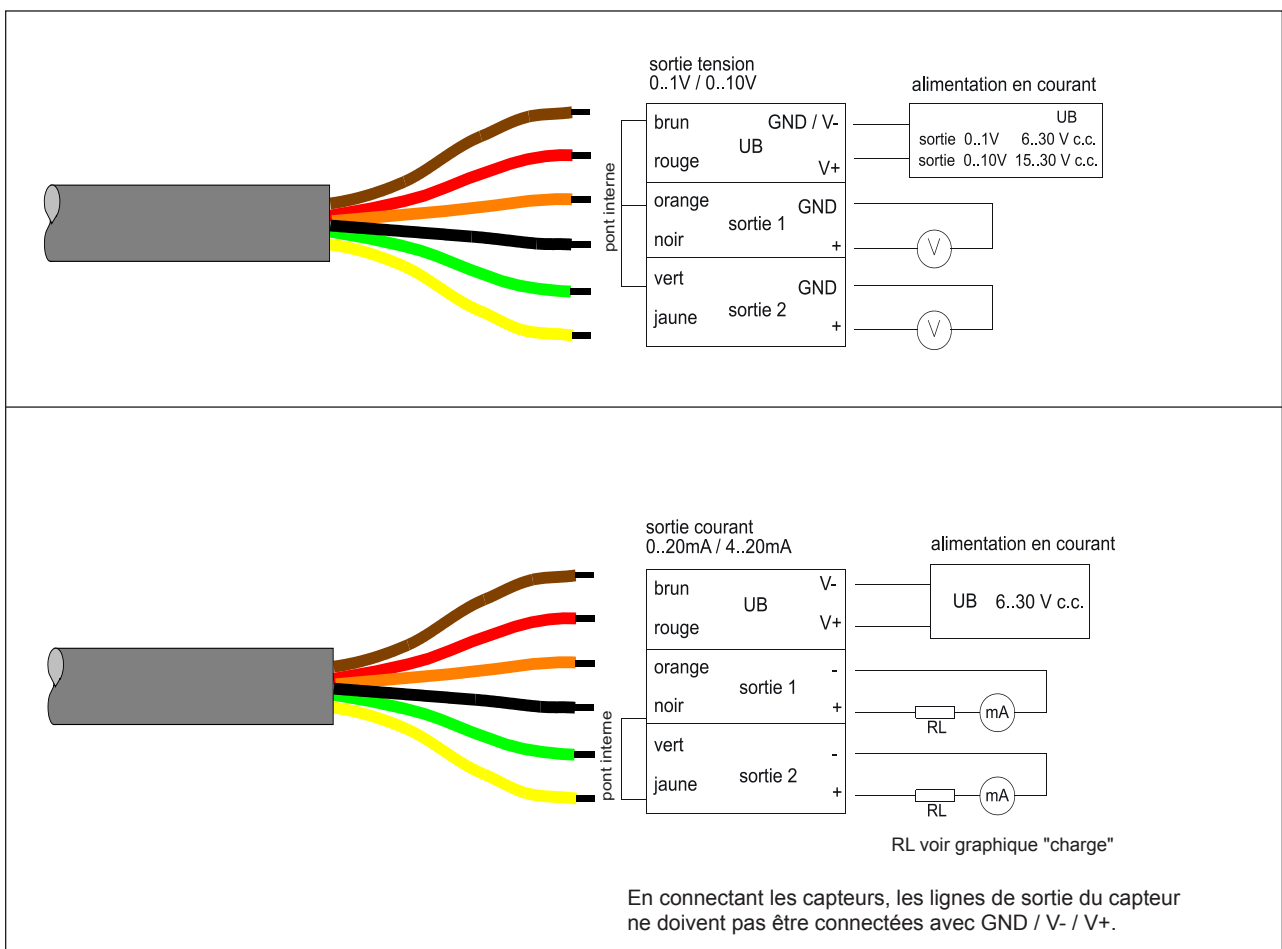 sortie tension
0..1V / 0..10V
alimentation en courant
brun GND / V-
UB
rouge V+
UB
sortie 0..1V 6..30 V c.c.
sortie 0..10V 15..30 V c.c.
pont interne
orange GND
sortie 1
noir +
V
vert GND
sortie 2
jaune +
V
sortie courant
0..20mA / 4..20mA
alimentation en courant
brun V-
UB
rouge V+
UB 6..30 V c.c.
orange -
sortie 1
noir +
RL
mA
pont interne
vert -
sortie 2
jaune +
RL
mA
RL voir graphique "charge"
En connectant les capteurs, les lignes de sortie du capteur
ne doivent pas être connectées avec GND / V- / V+.